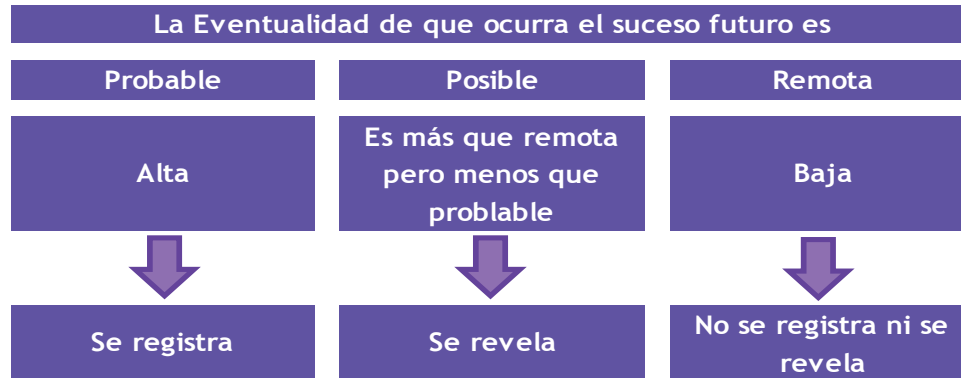 La Eventualidad de que ocurra el suceso futuro es
Probable
Posible
Remota
Alta
Es más que remota
pero menos que
problable
Baja
Se registra
Se revela
No se registra ni se
revela